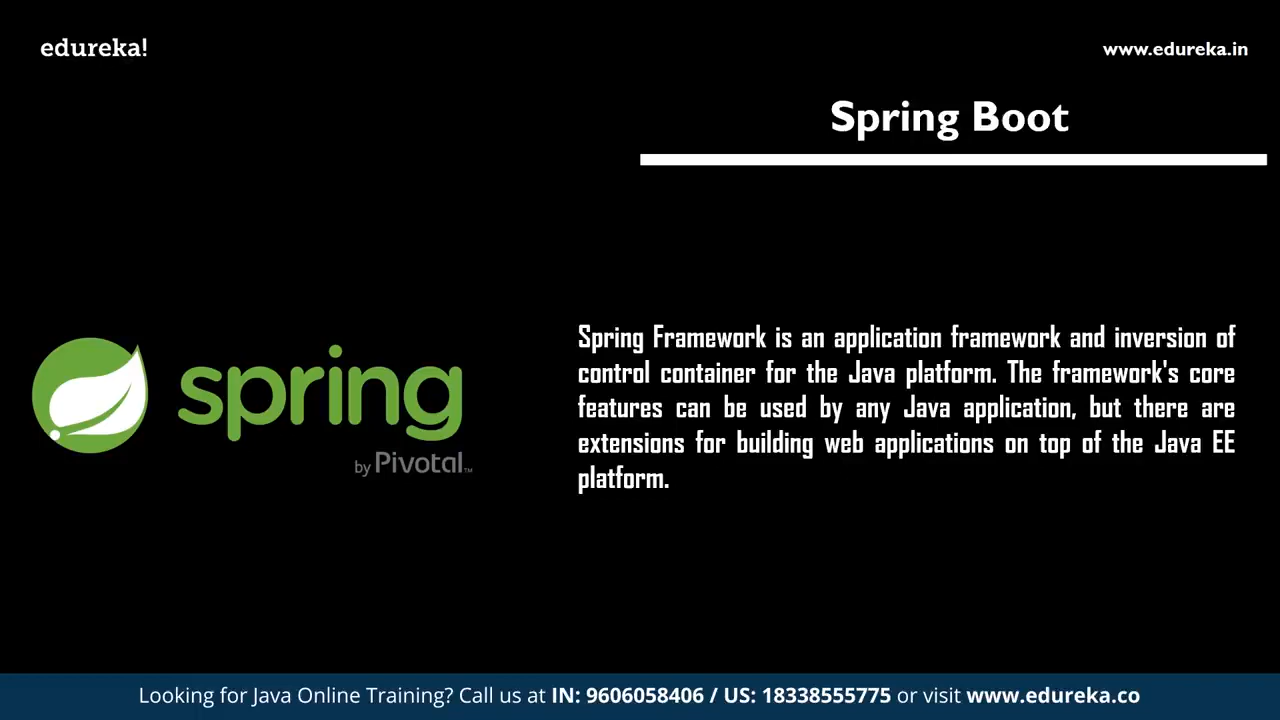 edureka!
www.edureka.in
Spring Boot
spring
by Pivotal™
Spring Framework is an application framework and inversion of
control container for the Java platform. The framework's core
features can be used by any Java application, but there are
extensions for building web applications on top of the Java EE
platform.
Looking for Java Online Training? Call us at IN: 9606058406 / US: 18338555775 or visit www.edureka.co